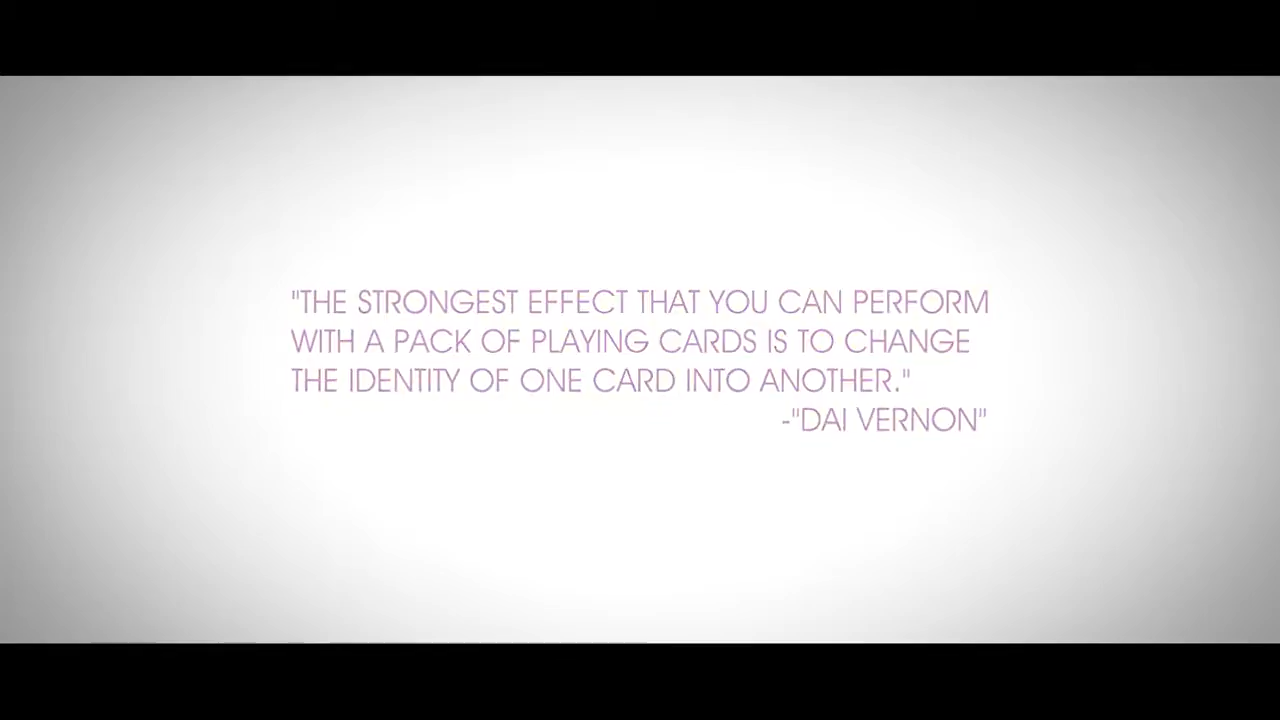 "THE STRONGEST EFFECT THAT YOU CAN PERFORM
WITH A PACK OF PLAYING CARDS IS TO CHANGE
THE IDENTITY OF ONE CARD INTO ANOTHER."
-"DAI VERNON"